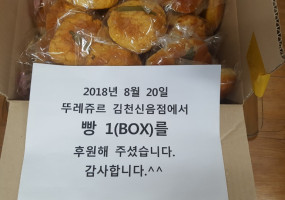 2018년 8월 20일
뚜레쥬르 김천신음점에서
빵 1(BOX)를
후원해 주셨습니다.
감사합니다.^^